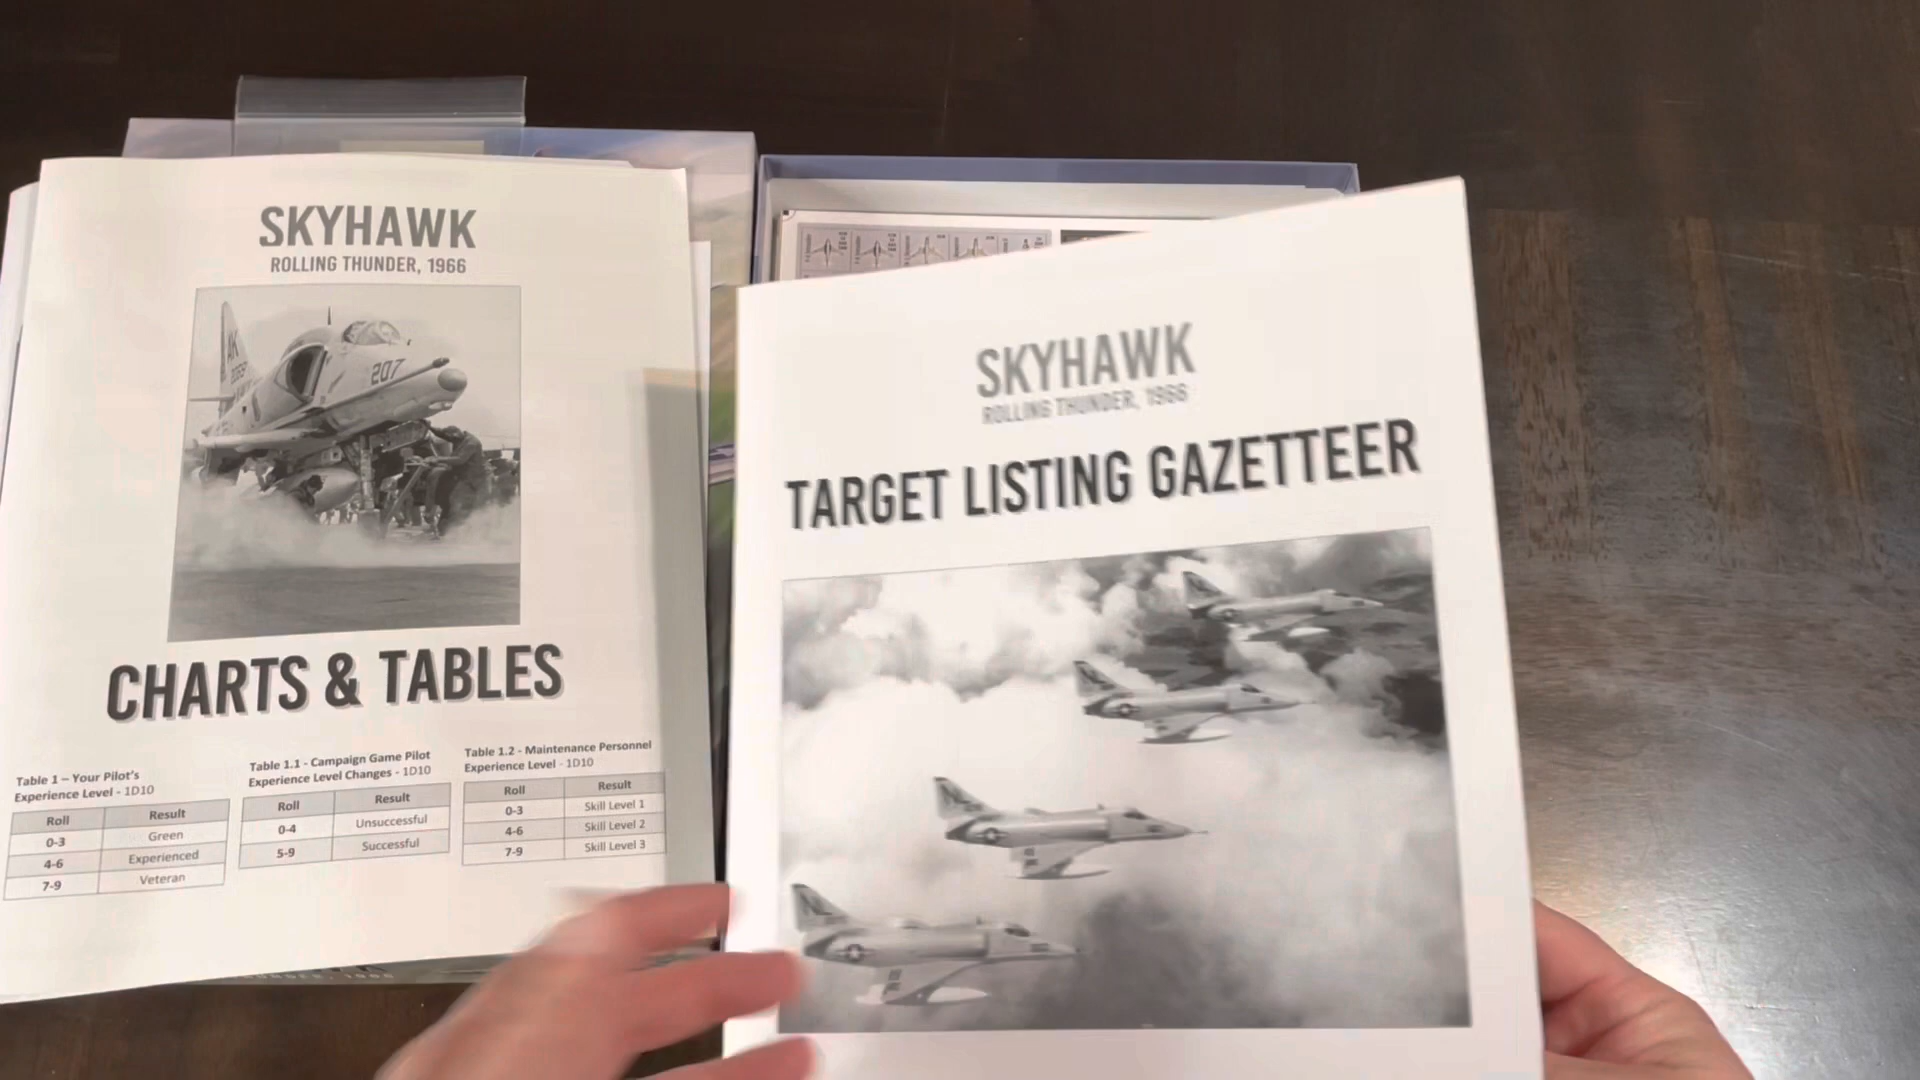 SKYHAWK
ROLLING THUNDER, 1966
207
AK
CHARTS & TABLES
Table 1 – Your Pilot's
Experience Level - 1D10
Roll Result
0-3 Green
4-6 Experienced
7-9 Veteran
Table 1.1 - Campaign Game Pilot
Experience Level Changes - 1D10
Roll Result
0-4 Unsuccessful
5-9 Successful
Table 1.2 - Maintenance Personnel
Experience Level - 1D10
Roll Result
0-3 Skill Level 1
4-6 Skill Level 2
7-9 Skill Level 3
SKYHAWK
ROLLING THUNDER, 1966
TARGET LISTING GAZETTEER